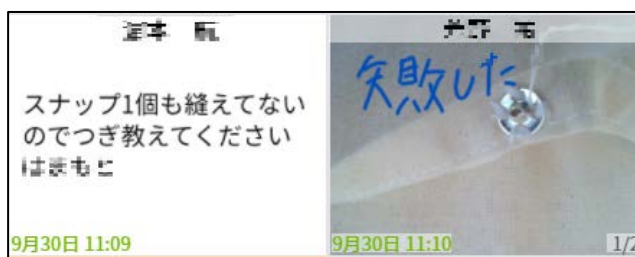 スナップ1個も縫えてない
のでつぎ教えてください
9月30日 11:09
失敗した
9月30日 11:10
1/2